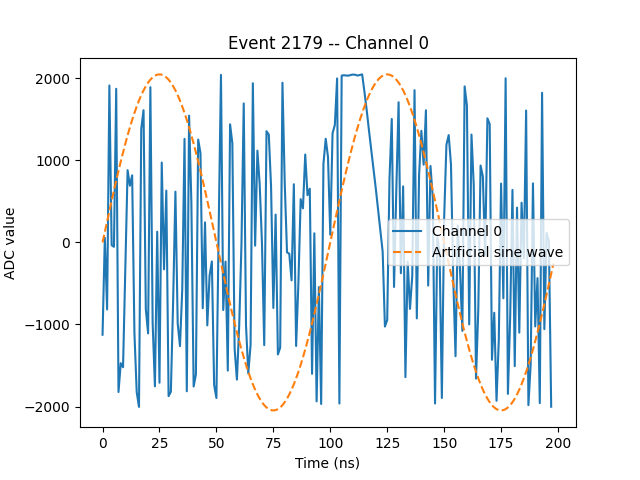 Event 2179 -- Channel 0
ADC value
2000
1000
0
−1000
−2000
Channel 0
Artificial sine wave
0 25 50 75 100 125 150 175 200
Time (ns)